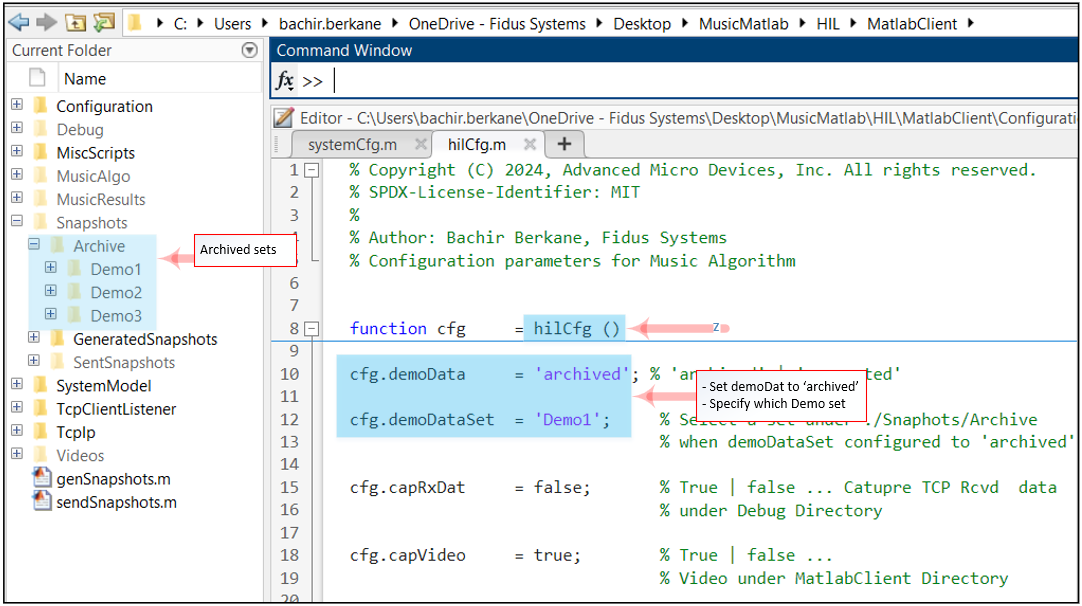 C: Users bachir.berkane OneDrive - Fidus Systems Desktop MusicMatlab HIL MatlabClient
Current Folder
Name
Configuration
Debug
MiscScripts
MusicAlgo
MusicResults
Snapshots
Archive
Demo1
Demo2
Demo3
GeneratedSnapshots
SentSnapshots
SystemModel
TcpClientListener
TcpIp
Videos
genSnapshots.m
sendSnapshots.m
Archived sets
Command Window
fx >>
Editor - C:\Users\bachir.berkane\OneDrive - Fidus Systems\Desktop\MusicMatlab\HIL\MatlabClient\Configurati
systemCfg.m hilCfg.m +
1 % Copyright (C) 2024, Advanced Micro Devices, Inc. All rights reserved.
2 % SPDX-License-Identifier: MIT
3 %
% Author: Bachir Berkane, Fidus Systems
5 % Configuration parameters for Music Algorithm
6
7
8 function cfg = hilCfg () z
9
10 cfg.demoData = 'archived'; %
11
12 cfg.demoDataSet = 'Demo1'; % Select a set under ./Snaphots/Archive
13 % when demoDataSet configured to 'archived'
14
15 cfg.capRxDat = false; % True | false ... Catupre TCP Rcvd data
16 % under Debug Directory
17
18 cfg.capVideo = true; % True | false ...
19 % Video under MatlabClient Directory
20
- Set demoDat to ‘archived’
- Specify which Demo set